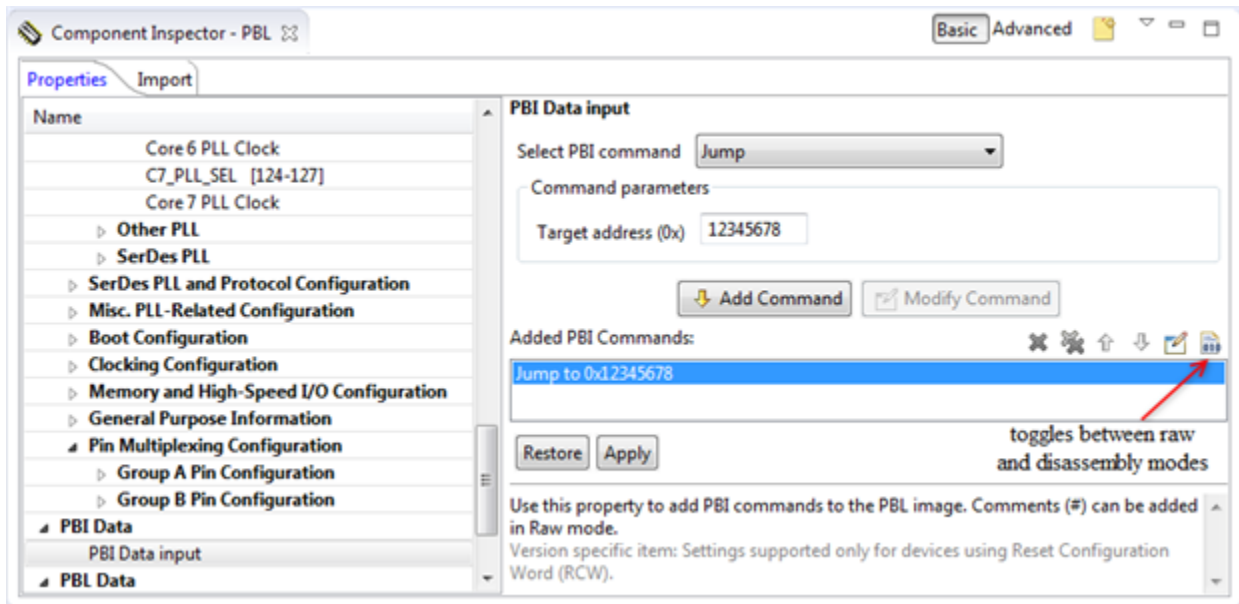 Component Inspector - PBL
Basic Advanced
Properties Import
Name
Core 6 PLL Clock
C7_PLL_SEL [124-127]
Core 7 PLL Clock
Other PLL
SerDes PLL
SerDes PLL and Protocol Configuration
Misc. PLL-Related Configuration
Boot Configuration
Clocking Configuration
Memory and High-Speed I/O Configuration
General Purpose Information
Pin Multiplexing Configuration
Group A Pin Configuration
Group B Pin Configuration
PBI Data
PBI Data input
PBL Data
PBI Data input
Select PBI command Jump
Command parameters
Target address (0x) 12345678
Add Command Modify Command
Added PBI Commands:
Jump to 0x12345678
toggles between raw
and disassembly modes
Restore Apply
Use this property to add PBI commands to the PBL image. Comments (#) can be added
in Raw mode.
Version specific item: Settings supported only for devices using Reset Configuration
Word (RCW).